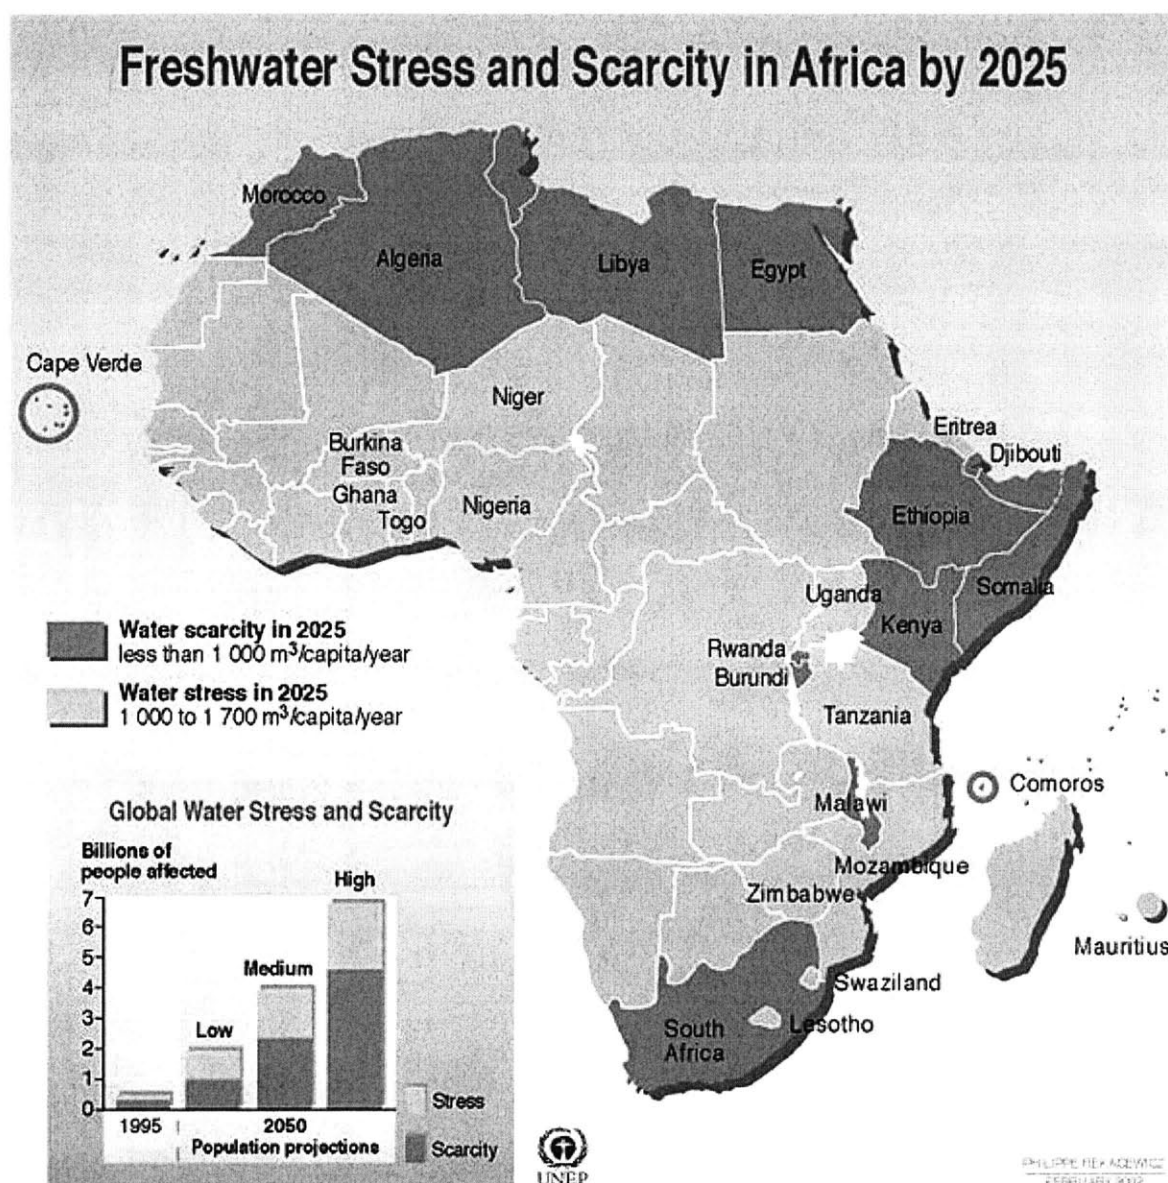 Freshwater Stress and Scarcity in Africa by 2025
Morocco
Algeria
Libya
Egypt
Cape Verde
Niger
Burkina
Faso
Eritrea
Djibouti
Ghana
Togo
Nigeria
Ethiopia
Uganda
Somalia
Kenya
Rwanda
Burundi
Tanzania
Water scarcity in 2025
less than 1 000 m³/capita/year
Water stress in 2025
1 000 to 1 700 m³/capita/year
Comoros
Malawi
Mozambique
Zimbabwe
Mauritius
Swaziland
Lesotho
South
Africa
Global Water Stress and Scarcity
Billions of
people affected
High
7
6
5
Medium
4
3
Low
2
1
0
1995
2050
Population projections
Stress
Scarcity
UNEP
PHILIPPE REKACEWICZ
FEBRUARY 2002